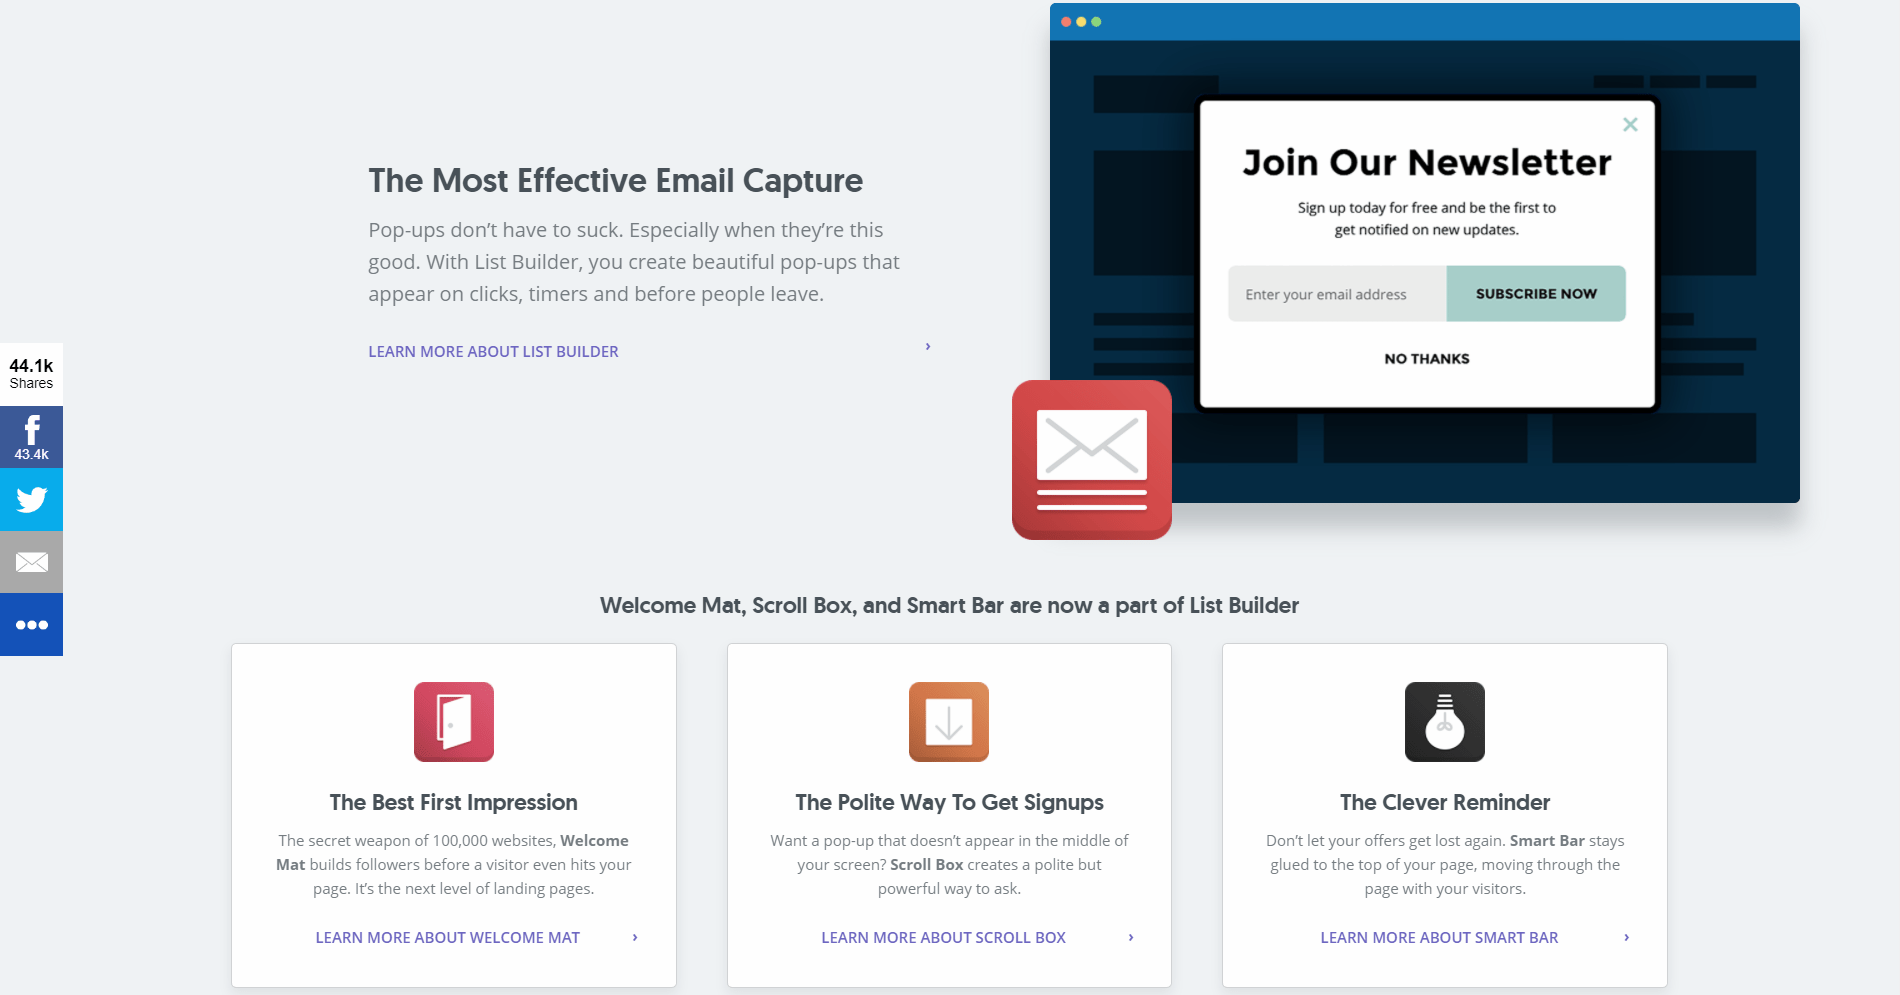 The Most Effective Email Capture
Pop-ups don’t have to suck. Especially when they’re this
good. With List Builder, you create beautiful pop-ups that
appear on clicks, timers and before people leave.
LEARN MORE ABOUT LIST BUILDER ›
Join Our Newsletter
Sign up today for free and be the first to
get notified on new updates.
Enter your email address
SUBSCRIBE NOW
NO THANKS
44.1k
Shares
43.4k
Welcome Mat, Scroll Box, and Smart Bar are now a part of List Builder
The Best First Impression
The secret weapon of 100,000 websites, Welcome
Mat builds followers before a visitor even hits your
page. It’s the next level of landing pages.
LEARN MORE ABOUT WELCOME MAT ›
The Polite Way To Get Signups
Want a pop-up that doesn’t appear in the middle of
your screen? Scroll Box creates a polite but
powerful way to ask.
LEARN MORE ABOUT SCROLL BOX ›
The Clever Reminder
Don’t let your offers get lost again. Smart Bar stays
glued to the top of your page, moving through the
page with your visitors.
LEARN MORE ABOUT SMART BAR ›